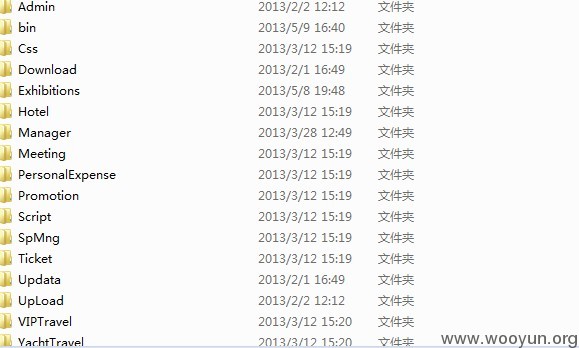 Admin 2013/2/2 12:12 文件夹
bin 2013/5/9 16:40 文件夹
Css 2013/3/12 15:19 文件夹
Download 2013/2/1 16:49 文件夹
Exhibitions 2013/5/8 19:48 文件夹
Hotel 2013/3/12 15:19 文件夹
Manager 2013/3/28 12:49 文件夹
Meeting 2013/3/12 15:19 文件夹
PersonalExpense 2013/3/12 15:19 文件夹
Promotion 2013/3/12 15:19 文件夹
Script 2013/3/12 15:19 文件夹
SpMng 2013/3/12 15:19 文件夹
Ticket 2013/3/12 15:19 文件夹
Updata 2013/2/1 16:49 文件夹
UpLoad 2013/2/2 12:12 文件夹
VIPTravel 2013/3/12 15:20 文件夹
YachtTravel 2013/3/12 15:20 文件夹
www.wooyun.org